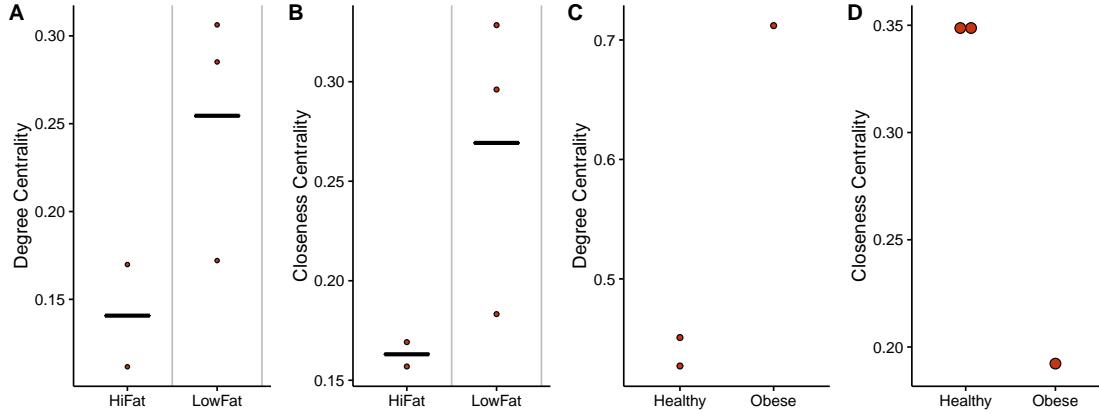 A
Degree Centrality
0.30
0.25
0.20
0.15
HiFat
LowFat
B
Closeness Centrality
0.30
0.25
0.20
0.15
HiFat
LowFat
C
Degree Centrality
0.7
0.6
0.5
Healthy
Obese
D
Closeness Centrality
0.35
0.30
0.25
0.20
Healthy
Obese